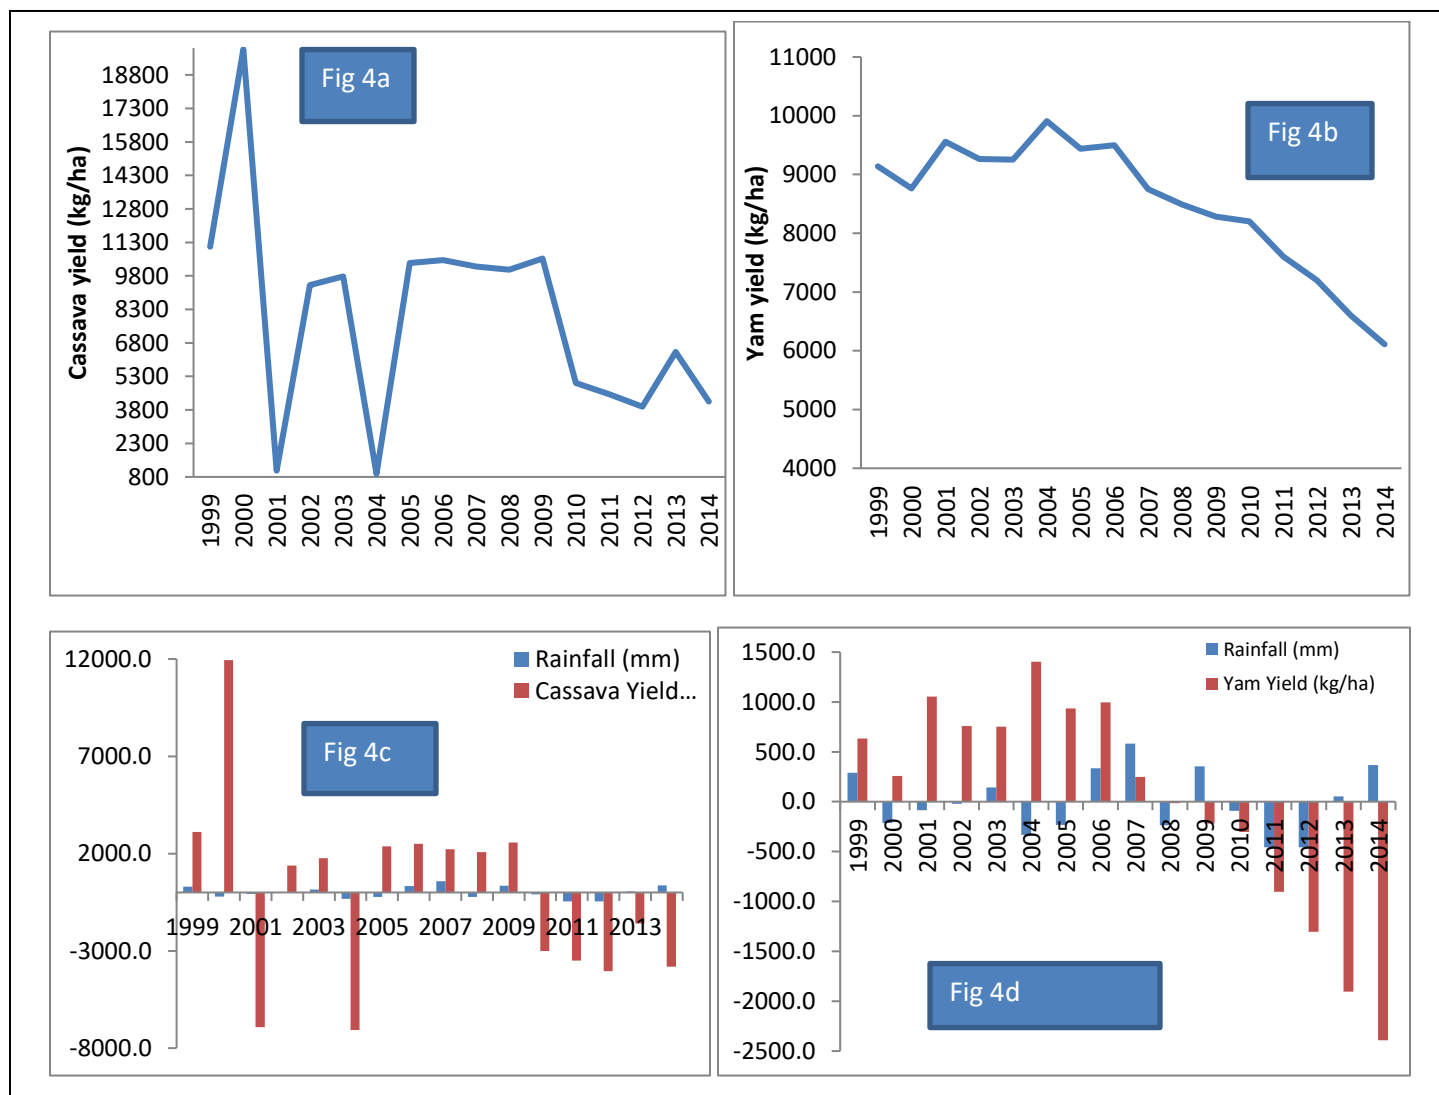 Fig 4a
Cassava yield (kg/ha)
18800
17300
15800
14300
12800
11300
9800
8300
6800
5300
3800
2300
800
1999 2000 2001 2002 2003 2004 2005 2006 2007 2008 2009 2010 2011 2012 2013 2014
Fig 4b
Yam yield (kg/ha)
11000
10000
9000
8000
7000
6000
5000
4000
1999 2000 2001 2002 2003 2004 2005 2006 2007 2008 2009 2010 2011 2012 2013 2014
Rainfall (mm)
Cassava Yield...
Fig 4c
12000.0
7000.0
2000.0
-3000.0
-8000.0
1999 2001 2003 2005 2007 2009 2011 2013
Rainfall (mm)
Yam Yield (kg/ha)
1500.0
1000.0
500.0
0.0
-500.0
-1000.0
-1500.0
-2000.0
-2500.0
1999 2000 2001 2002 2003 2004 2005 2006 2007 2008 2009 2010 2011 2012 2013 2014
Fig 4d